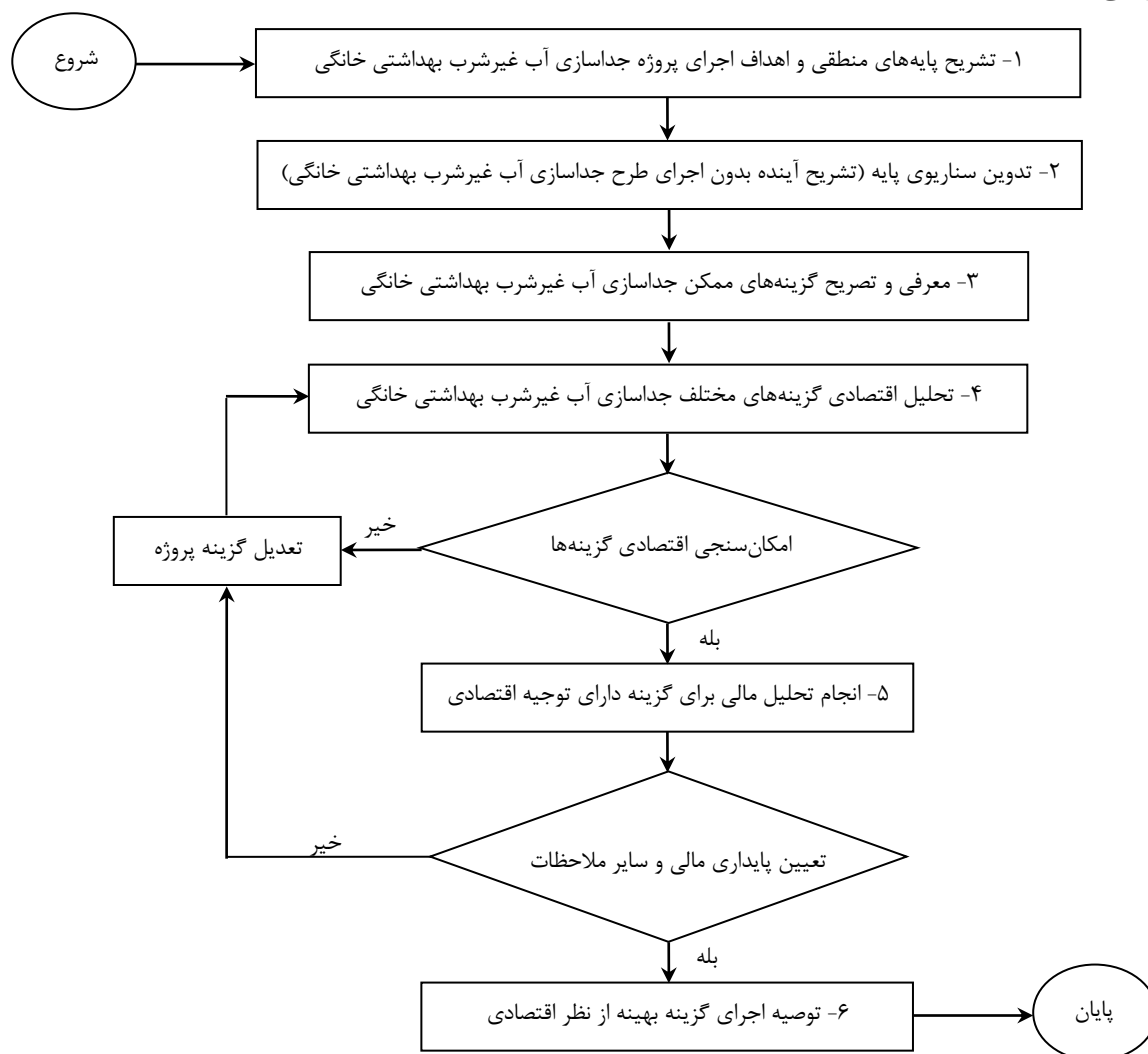 شروع
۱- تشریح پایه‌های منطقی و اهداف اجرای پروژه جداسازی آب غیرشرب بهداشتی خانگی
۲- تدوین سناریوی پایه (تشریح آینده بدون اجرای طرح جداسازی آب غیرشرب بهداشتی خانگی)
۳- معرفی و تصریح گزینه‌های ممکن جداسازی آب غیرشرب بهداشتی خانگی
۴- تحلیل اقتصادی گزینه‌های مختلف جداسازی آب غیرشرب بهداشتی خانگی
امکان‌سنجی اقتصادی گزینه‌ها
خیر
تعدیل گزینه پروژه
بله
۵- انجام تحلیل مالی برای گزینه دارای توجیه اقتصادی
تعیین پایداری مالی و سایر ملاحظات
خیر
بله
۶- توصیه اجرای گزینه بهینه از نظر اقتصادی
پایان